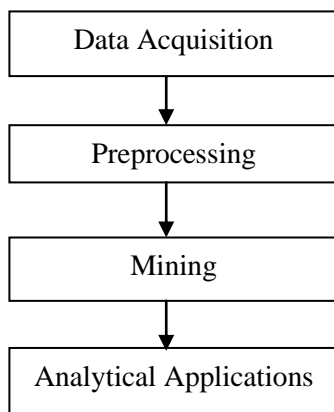 Data Acquisition
Preprocessing
Mining
Analytical Applications